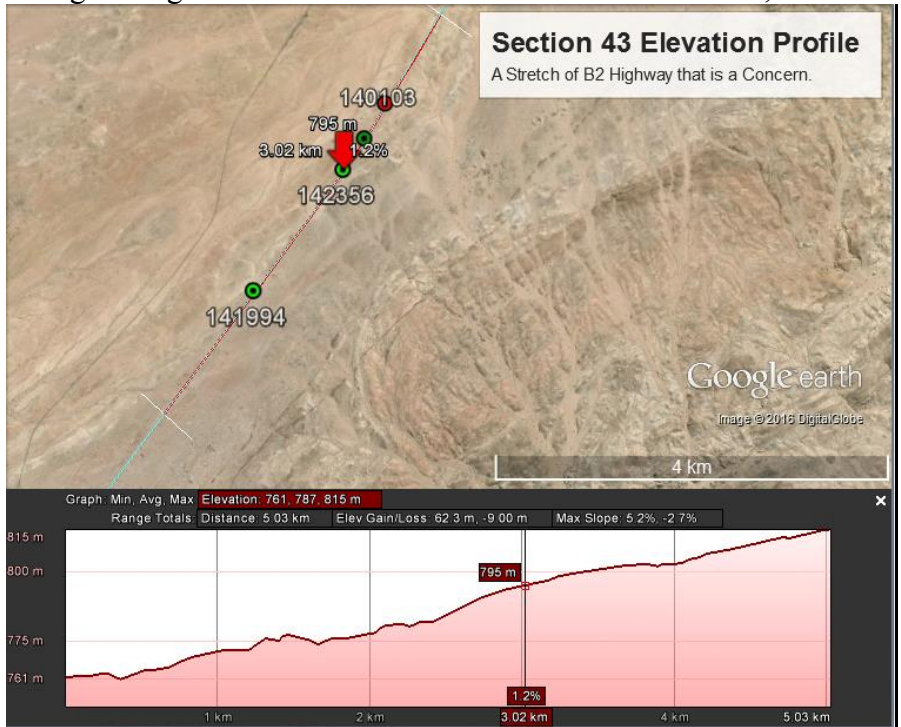 Section 43 Elevation Profile
A Stretch of B2 Highway that is a Concern.
140103
795 m
3.02 km 1.2%
142356
141994
Google earth
Image © 2016 DigitalGlobe
4 km
Graph: Min, Avg, Max Elevation: 761, 787, 815 m
Range Totals: Distance: 5.03 km Elev Gain/Loss: 62.3 m, -9.00 m Max Slope: 5.2%, -2.7%
815 m
800 m
795 m
775 m
761 m
1.2%
1 km 2 km 3.02 km 4 km 5.03 km